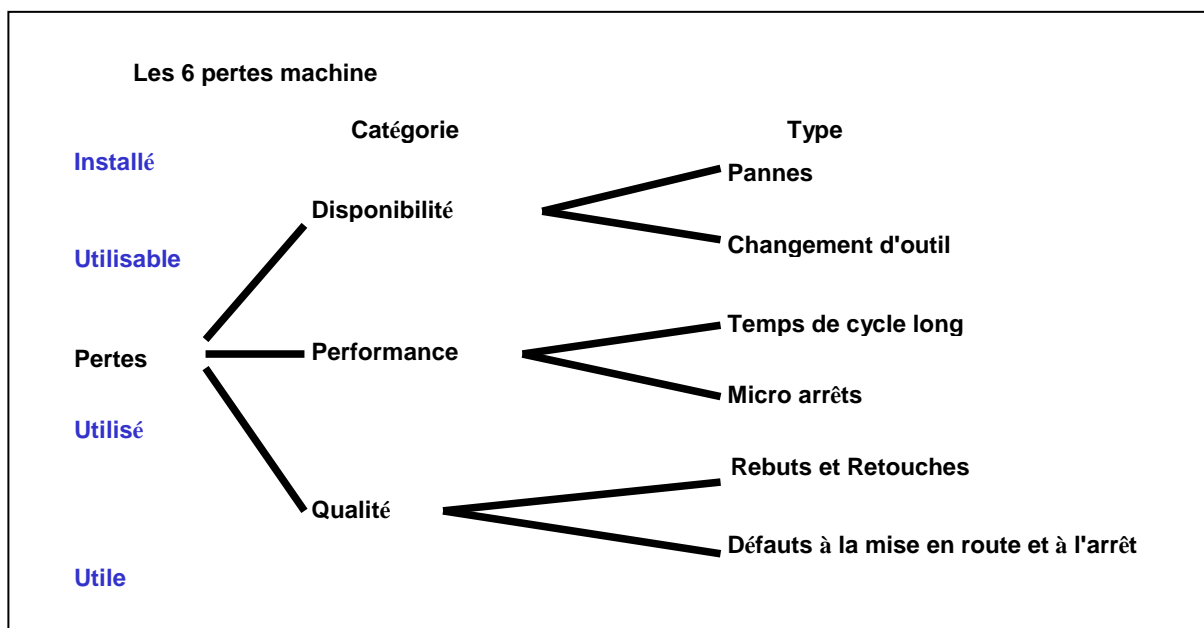 Les 6 pertes machine
Catégorie
Type
Installé
Pannes
Disponibilité
Changement d'outil
Utilisable
Temps de cycle long
Pertes
Performance
Micro arrêts
Utilisé
Rebuts et Retouches
Qualité
Défauts à la mise en route et à l'arrêt
Utile